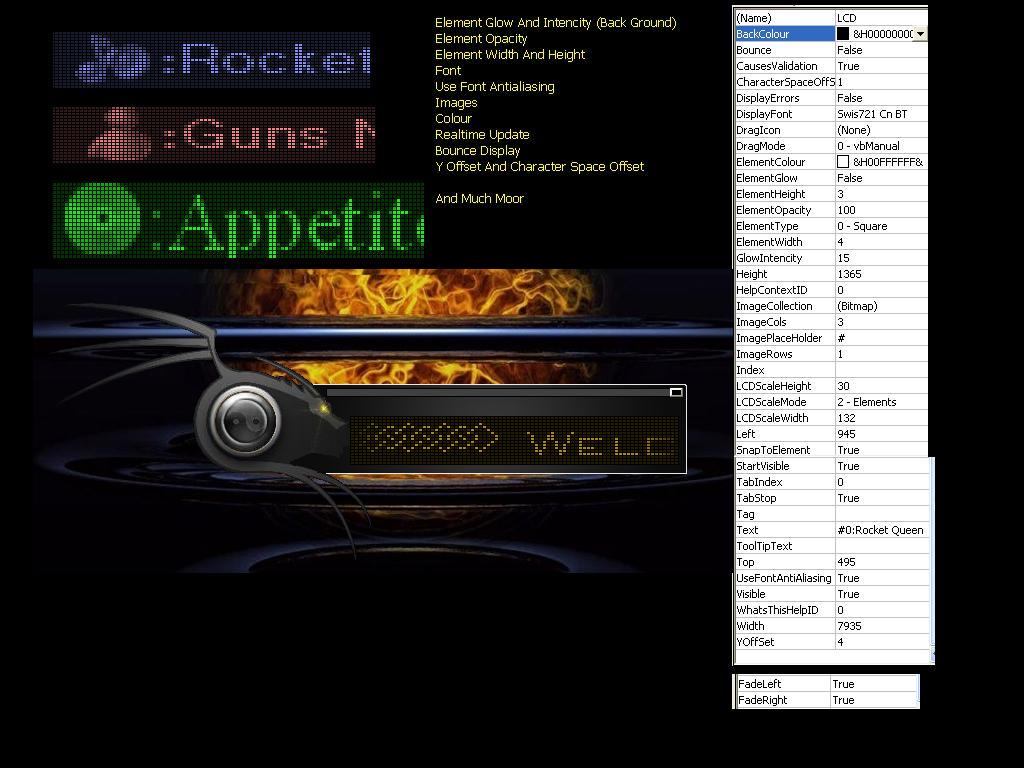 :Rocket
:Guns N
:Appetit
Element Glow And Intencity (Back Ground)
Element Opacity
Element Width And Height
Font
Use Font Antialiasing
Images
Colour
Realtime Update
Bounce Display
Y Offset And Character Space Offset
And Much Moor
WELC
(Name) LCD
BackColour &H00000000
Bounce False
CausesValidation True
CharacterSpaceOffS 1
DisplayErrors False
DisplayFont Swis721 Cn BT
DragIcon (None)
DragMode 0 - vbManual
ElementColour &H00FFFFFF&
ElementGlow False
ElementHeight 3
ElementOpacity 100
ElementType 0 - Square
ElementWidth 4
GlowIntencity 15
Height 1365
HelpContextID 0
ImageCollection (Bitmap)
ImageCols 3
ImagePlaceHolder #
ImageRows 1
Index
LCDScaleHeight 30
LCDScaleMode 2 - Elements
LCDScaleWidth 132
Left 945
SnapToElement True
StartVisible True
TabIndex 0
TabStop True
Tag
Text #0:Rocket Queen
ToolTipText
Top 495
UseFontAntiAliasing True
Visible True
WhatsThisHelpID 0
Width 7935
YOffSet 4
FadeLeft True
FadeRight True